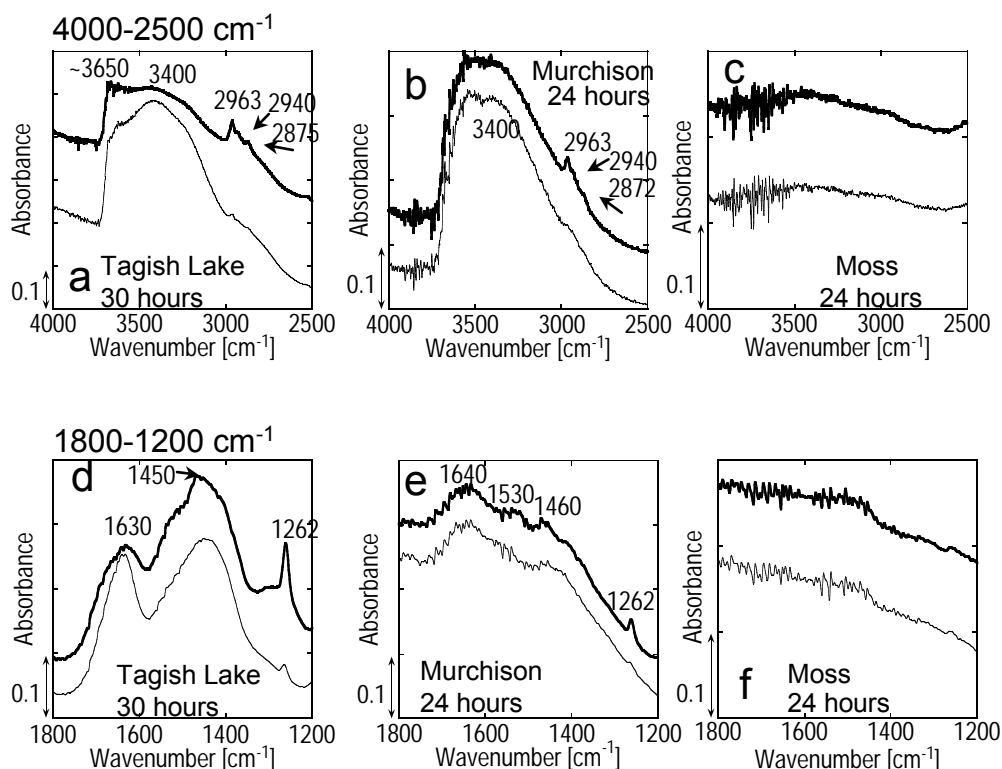 4000-2500 cm-1
~3650
3400
2963
2940
2875
Absorbance
0.1
a
Tagish Lake
30 hours
4000 3500 3000 2500
Wavenumber [cm-1]
b
Murchison
24 hours
3400
2963
2940
2872
Absorbance
0.1
4000 3500 3000 2500
Wavenumber [cm-1]
c
Absorbance
0.1
Moss
24 hours
4000 3500 3000 2500
Wavenumber [cm-1]
1800-1200 cm-1
d
1450
1630
1262
Absorbance
0.1
Tagish Lake
30 hours
1800 1600 1400 1200
Wavenumber [cm-1]
e
1640
1530
1460
1262
Absorbance
0.1
Murchison
24 hours
1800 1600 1400 1200
Wavenumber [cm-1]
Absorbance
0.1
f
Moss
24 hours
1800 1600 1400 1200
Wavenumber [cm-1]